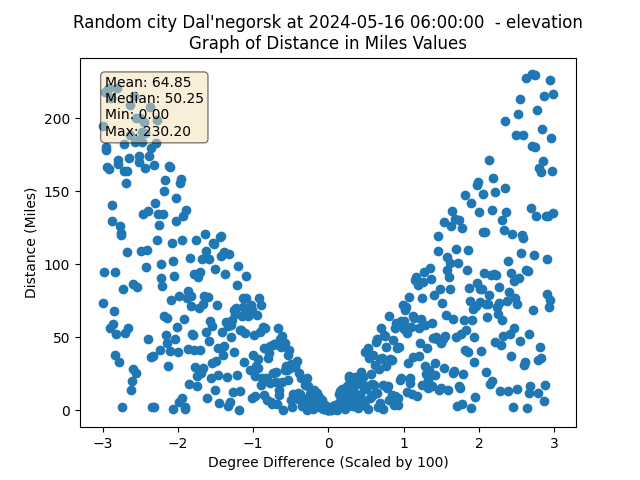 Random city Dal'negorsk at 2024-05-16 06:00:00  - elevation
Graph of Distance in Miles Values
Mean: 64.85
Median: 50.25
Min: 0.00
Max: 230.20
Distance (Miles)
200
150
100
50
0
−3 −2 −1 0 1 2 3
Degree Difference (Scaled by 100)